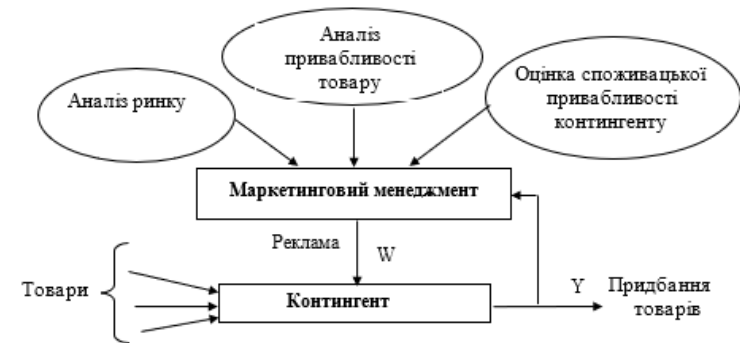 Аналіз ринку
Аналіз
привабливості
товару
Оцінка споживацької
привабливості
контингенту
Маркетинговий менеджмент
Реклама
W
Товари
Контингент
Y
Придбання
товарів